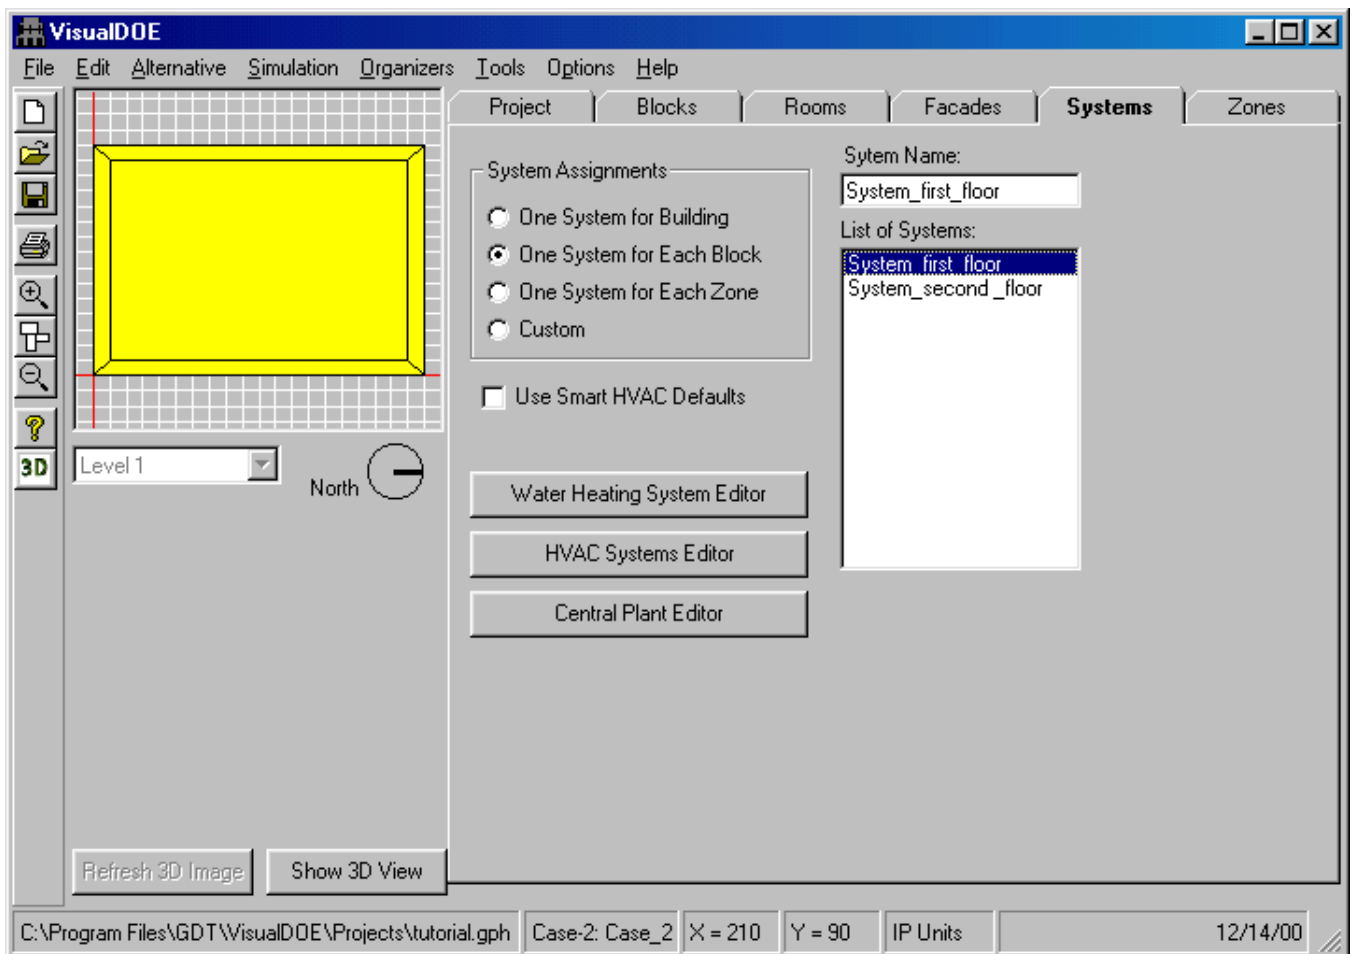 VisualDOE
File Edit Alternative Simulation Organizers Tools Options Help
Project Blocks Rooms Facades Systems Zones
System Assignments
One System for Building
One System for Each Block
One System for Each Zone
Custom
Use Smart HVAC Defaults
Water Heating System Editor
HVAC Systems Editor
Central Plant Editor
Sytem Name:
System_first_floor
List of Systems:
System_first_floor
System_second _floor
3D
Level 1
North
Refresh 3D Image Show 3D View
C:\Program Files\GDT\VisualDOE\Projects\tutorial.gph Case-2: Case_2 X = 210 Y = 90 IP Units 12/14/00